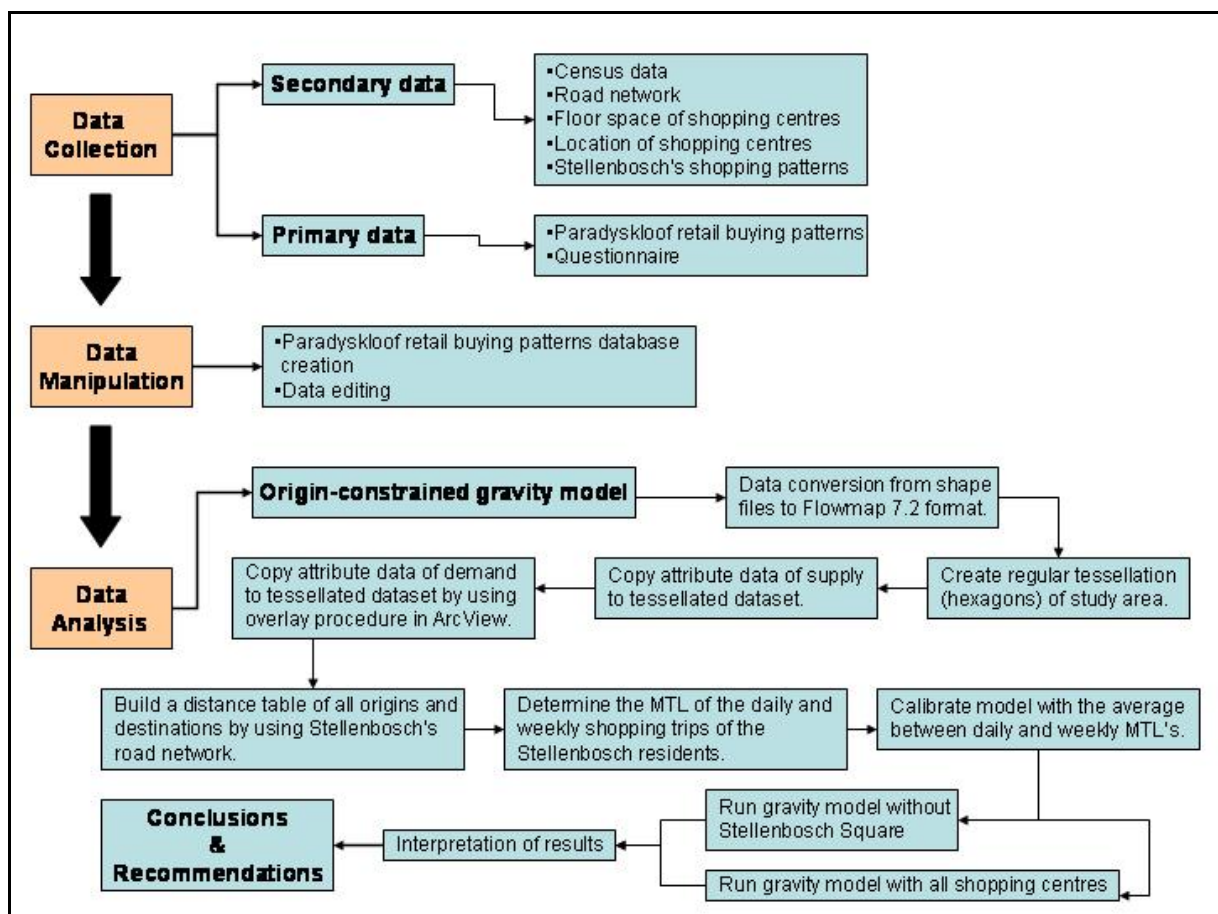 Data
Collection
Secondary data
▪Census data
▪Road network
▪Floor space of shopping centres
▪Location of shopping centres
▪Stellenbosch's shopping patterns
Primary data
▪Paradyskloof retail buying patterns
▪Questionnaire
Data
Manipulation
▪Paradyskloof retail buying patterns database
creation
▪Data editing
Data
Analysis
Origin-constrained gravity model
Data conversion from shape
files to Flowmap 7.2 format.
Create regular tessellation
(hexagons) of study area.
Copy attribute data of supply
to tessellated dataset.
Copy attribute data of demand
to tessellated dataset by using
overlay procedure in ArcView.
Build a distance table of all origins and
destinations by using Stellenbosch's
road network.
Determine the MTL of the daily and
weekly shopping trips of the
Stellenbosch residents.
Calibrate model with the average
between daily and weekly MTL's.
Run gravity model without
Stellenbosch Square
Run gravity model with all shopping centres
Interpretation of results
Conclusions
&
Recommendations